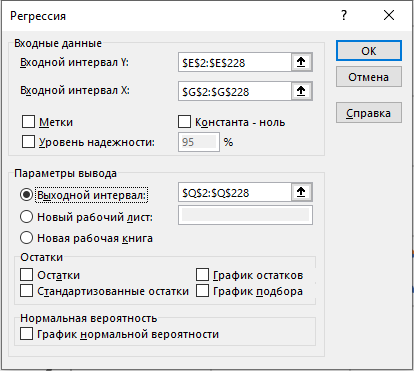 Регрессия
Входные данные
Входной интервал Y: $E$2:$E$228
Входной интервал X: $G$2:$G$228
Метки Константа - ноль
Уровень надежности: 95 %
ОК
Отмена
Справка
Параметры вывода
Выходной интервал: $Q$2:$Q$228
Новый рабочий лист:
Новая рабочая книга
Остатки
Остатки График остатков
Стандартизованные остатки График подбора
Нормальная вероятность
График нормальной вероятности